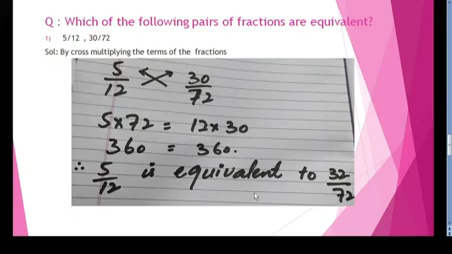 Q : Which of the following pairs of fractions are equivalent?
1) 5/12 , 30/72
Sol: By cross multiplying the terms of the fractions
5/12 30/72
5×72 = 12×30
360 = 360.
∴ 5/12 is equivalent to 32/72